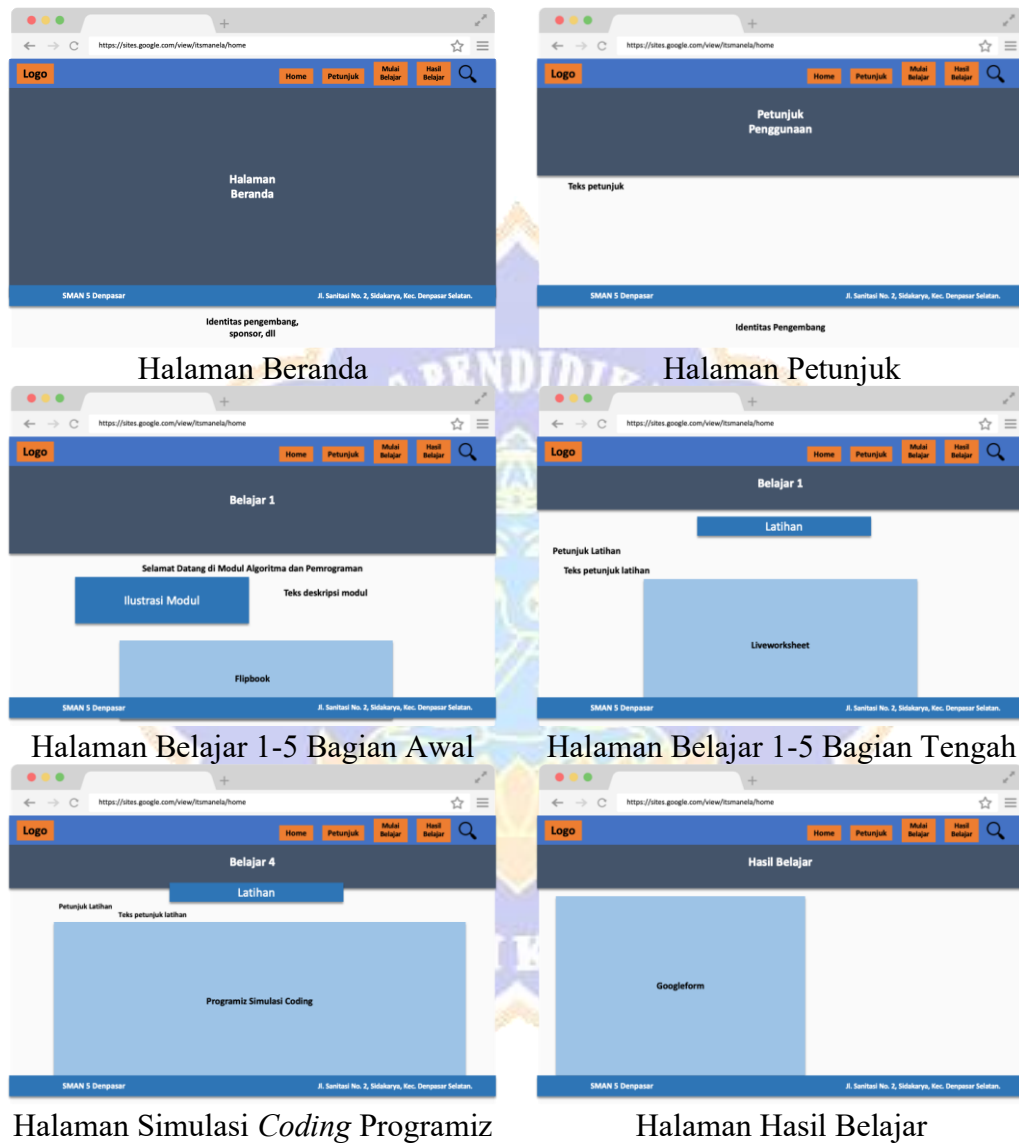 https://sites.google.com/view/itsmanela/home
Logo
Home
Petunjuk
Mulai
Belajar
Hasil
Belajar
Halaman
Beranda
SMAN 5 Denpasar
Jl. Sanitasi No. 2, Sidakarya, Kec. Denpasar Selatan.
Identitas pengembang,
sponsor, dll
Halaman Beranda
https://sites.google.com/view/itsmanela/home
Logo
Home
Petunjuk
Mulai
Belajar
Hasil
Belajar
Petunjuk
Penggunaan
Teks petunjuk
SMAN 5 Denpasar
Jl. Sanitasi No. 2, Sidakarya, Kec. Denpasar Selatan.
Identitas Pengembang
Halaman Petunjuk
https://sites.google.com/view/itsmanela/home
Logo
Home
Petunjuk
Mulai
Belajar
Hasil
Belajar
Belajar 1
Selamat Datang di Modul Algoritma dan Pemrograman
Ilustrasi Modul
Teks deskripsi modul
Flipbook
SMAN 5 Denpasar
Jl. Sanitasi No. 2, Sidakarya, Kec. Denpasar Selatan.
Halaman Belajar 1-5 Bagian Awal
https://sites.google.com/view/itsmanela/home
Logo
Home
Petunjuk
Mulai
Belajar
Hasil
Belajar
Belajar 1
Latihan
Petunjuk Latihan
Teks petunjuk latihan
Liveworksheet
SMAN 5 Denpasar
Jl. Sanitasi No. 2, Sidakarya, Kec. Denpasar Selatan.
Halaman Belajar 1-5 Bagian Tengah
https://sites.google.com/view/itsmanela/home
Logo
Home
Petunjuk
Mulai
Belajar
Hasil
Belajar
Belajar 4
Latihan
Petunjuk Latihan
Teks petunjuk latihan
Programiz Simulasi Coding
SMAN 5 Denpasar
Jl. Sanitasi No. 2, Sidakarya, Kec. Denpasar Selatan.
Halaman Simulasi Coding Programiz
https://sites.google.com/view/itsmanela/home
Logo
Home
Petunjuk
Mulai
Belajar
Hasil
Belajar
Hasil Belajar
Googleform
SMAN 5 Denpasar
Jl. Sanitasi No. 2, Sidakarya, Kec. Denpasar Selatan.
Halaman Hasil Belajar